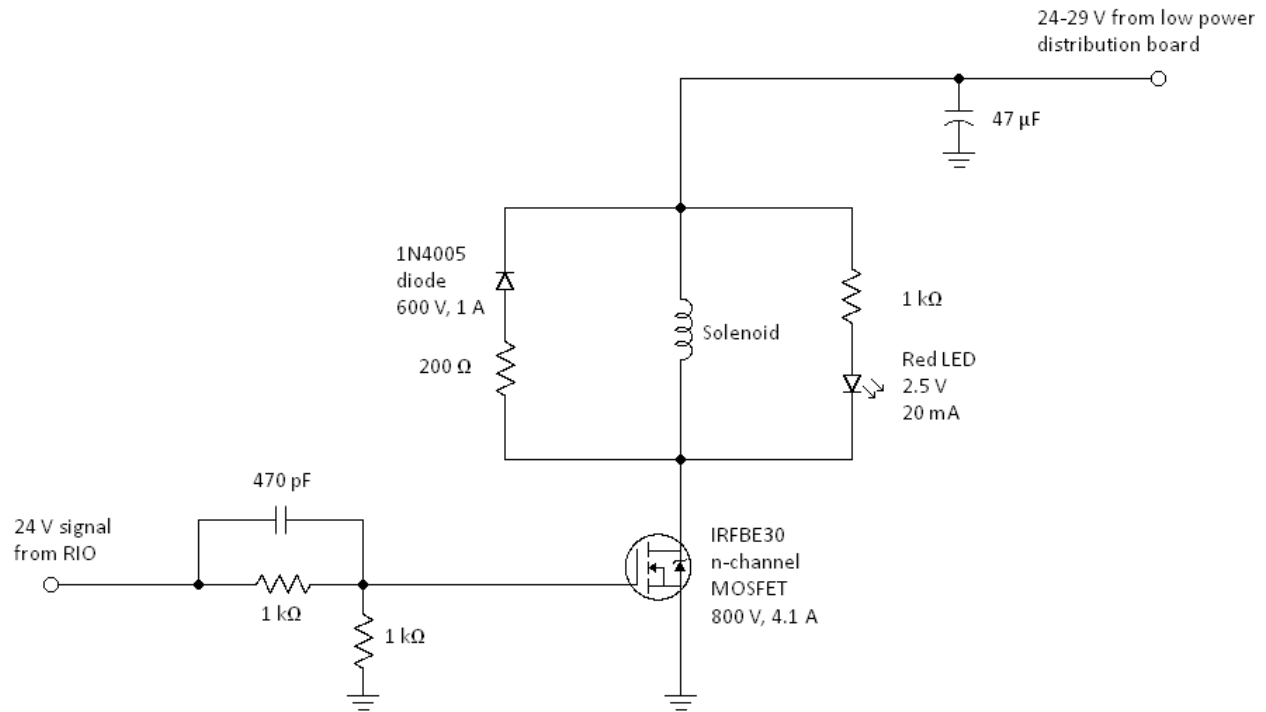 24-29 V from low power
distribution board
47 μF
1N4005
diode
600 V, 1 A
200 Ω
Solenoid
1 kΩ
Red LED
2.5 V
20 mA
470 pF
24 V signal
from RIO
1 kΩ
1 kΩ
IRFBE30
n-channel
MOSFET
800 V, 4.1 A